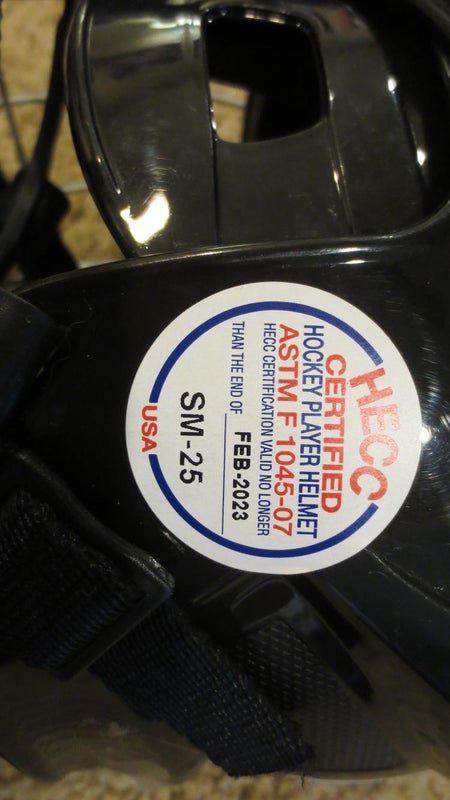 HECC
CERTIFIED
HOCKEY PLAYER HELMET
ASTM F 1045-07
HECC CERTIFICATION VALID NO LONGER
THAN THE END OF FEB-2023
SM-25
USA